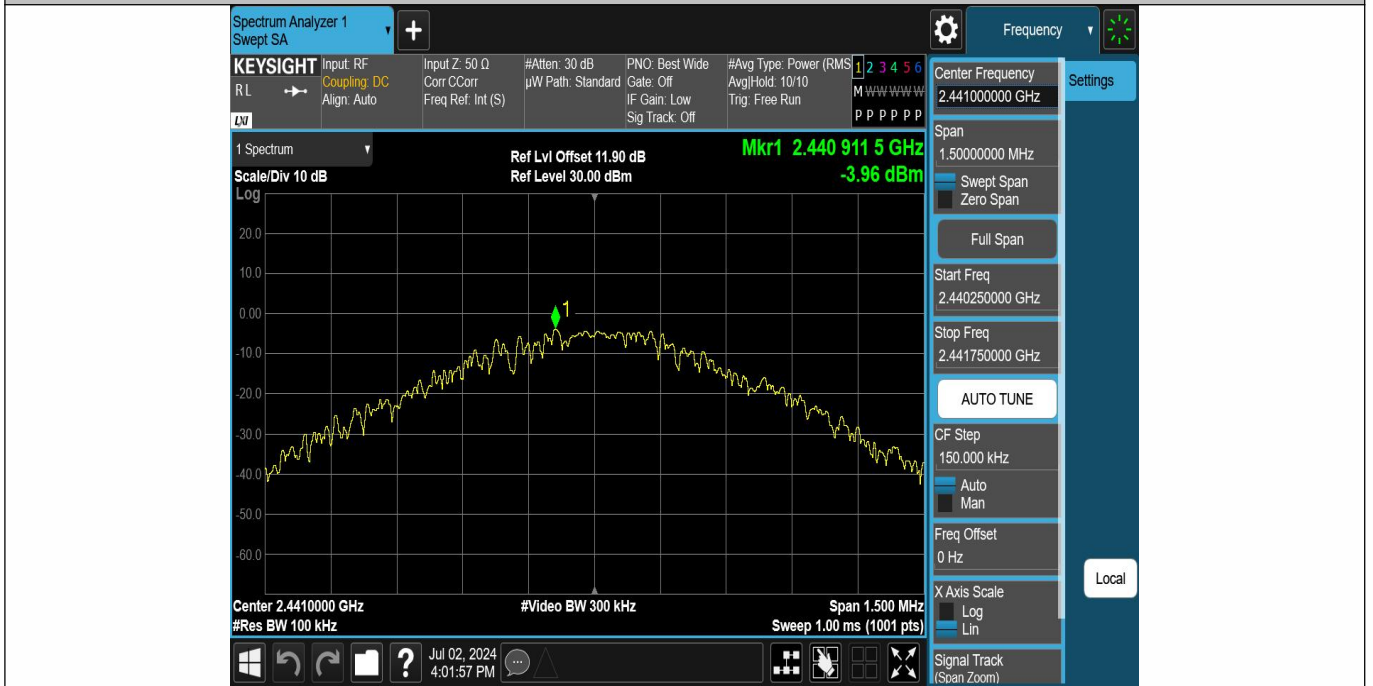 Spectrum Analyzer 1
Swept SA
+
Frequency
KEYSIGHT
RL
LXI
Input: RF
Coupling: DC
Align: Auto
Input Z: 50 Ω
Corr CCorr
Freq Ref: Int (S)
#Atten: 30 dB
µW Path: Standard
PNO: Best Wide
Gate: Off
IF Gain: Low
Sig Track: Off
#Avg Type: Power (RMS
Avg|Hold: 10/10
Trig: Free Run
1 2 3 4 5 6
M W W W W W
P P P P P P
1 Spectrum
Scale/Div 10 dB
Log
Ref Lvl Offset 11.90 dB
Ref Level 30.00 dBm
Mkr1 2.440 911 5 GHz
-3.96 dBm
20.0
10.0
0.00
-10.0
-20.0
-30.0
-40.0
-50.0
-60.0
1
Center 2.4410000 GHz
#Res BW 100 kHz
#Video BW 300 kHz
Span 1.500 MHz
Sweep 1.00 ms (1001 pts)
Center Frequency
2.441000000 GHz
Settings
Span
1.50000000 MHz
Swept Span
Zero Span
Full Span
Start Freq
2.440250000 GHz
Stop Freq
2.441750000 GHz
AUTO TUNE
CF Step
150.000 kHz
Auto
Man
Freq Offset
0 Hz
X Axis Scale
Log
Lin
Local
Signal Track
(Span Zoom)
?
Jul 02, 2024
4:01:57 PM